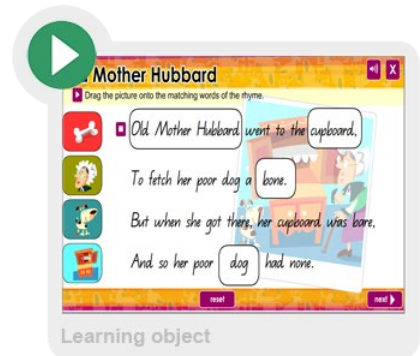 Mother Hubbard
Drag the picture onto the matching words of the rhyme.
Old Mother Hubbard went to the cupboard,
To fetch her poor dog a bone.
But when she got there, her cupboard was bare,
And so her poor dog had none.
reset
next
Learning object